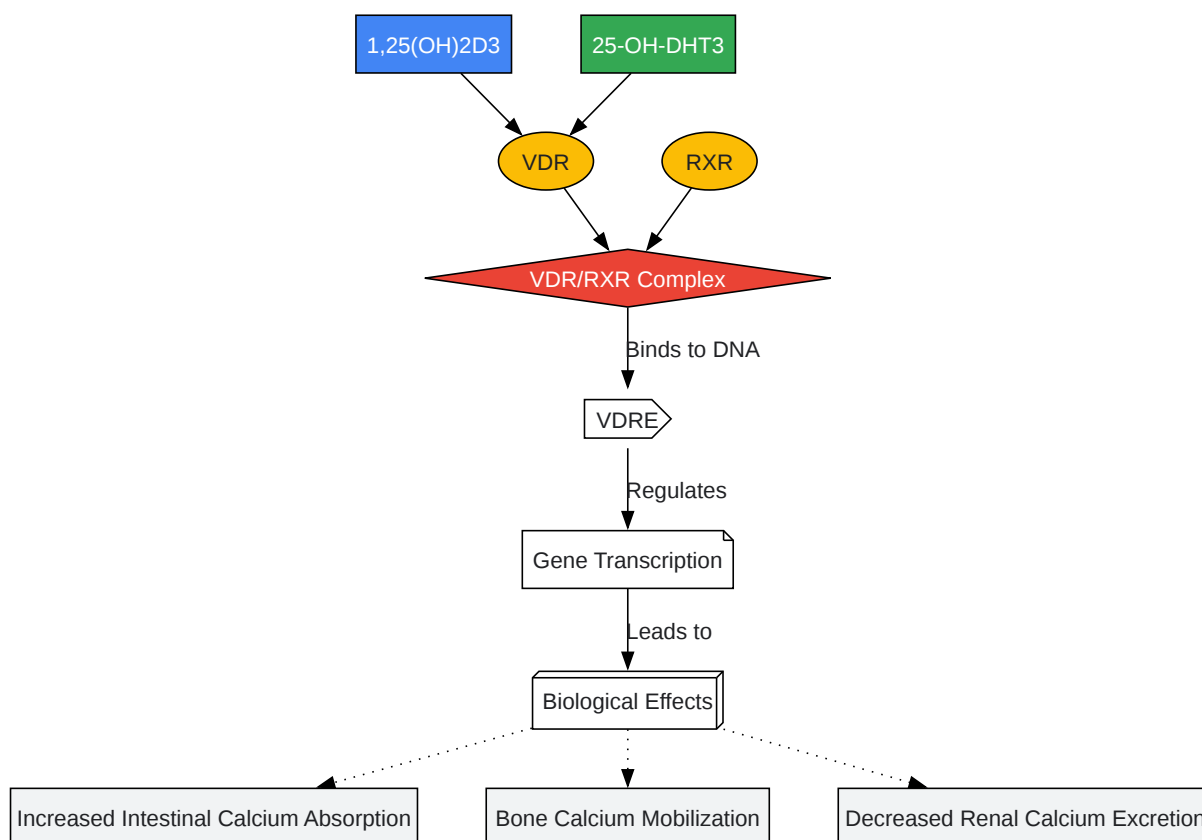 1,25(OH)2D3
25-OH-DHT3
VDR
RXR
VDR/RXR Complex
Binds to DNA
VDRE
Regulates
Gene Transcription
Leads to
Biological Effects
Increased Intestinal Calcium Absorption
Bone Calcium Mobilization
Decreased Renal Calcium Excretion